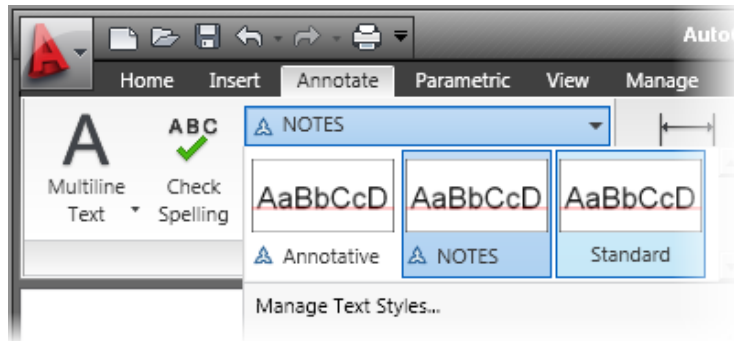 Auto
Home Insert Annotate Parametric View Manage
A ABC NOTES
Multiline Check
Text Spelling
AaBbCcD AaBbCcD AaBbCcD
Annotative NOTES Standard
Manage Text Styles...